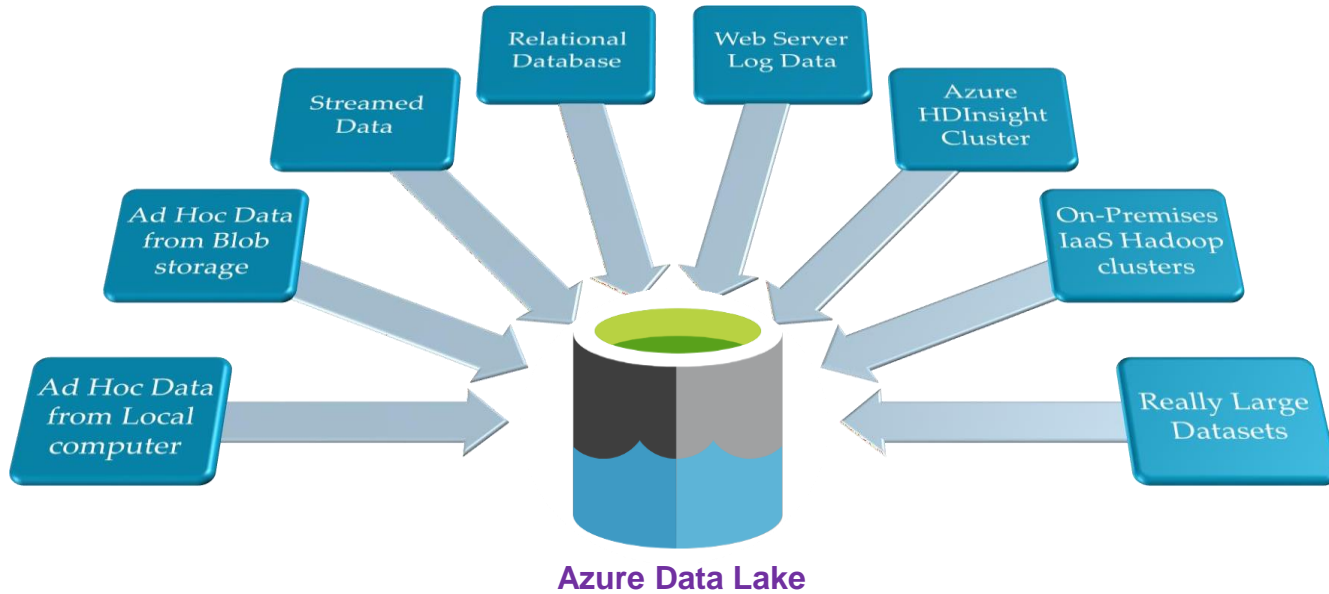 Relational
Database
Web Server
Log Data
Streamed
Data
Azure
HDInsight
Cluster
Ad Hoc Data
from Blob
storage
On-Premises
IaaS Hadoop
clusters
Ad Hoc Data
from Local
computer
Really Large
Datasets
Azure Data Lake